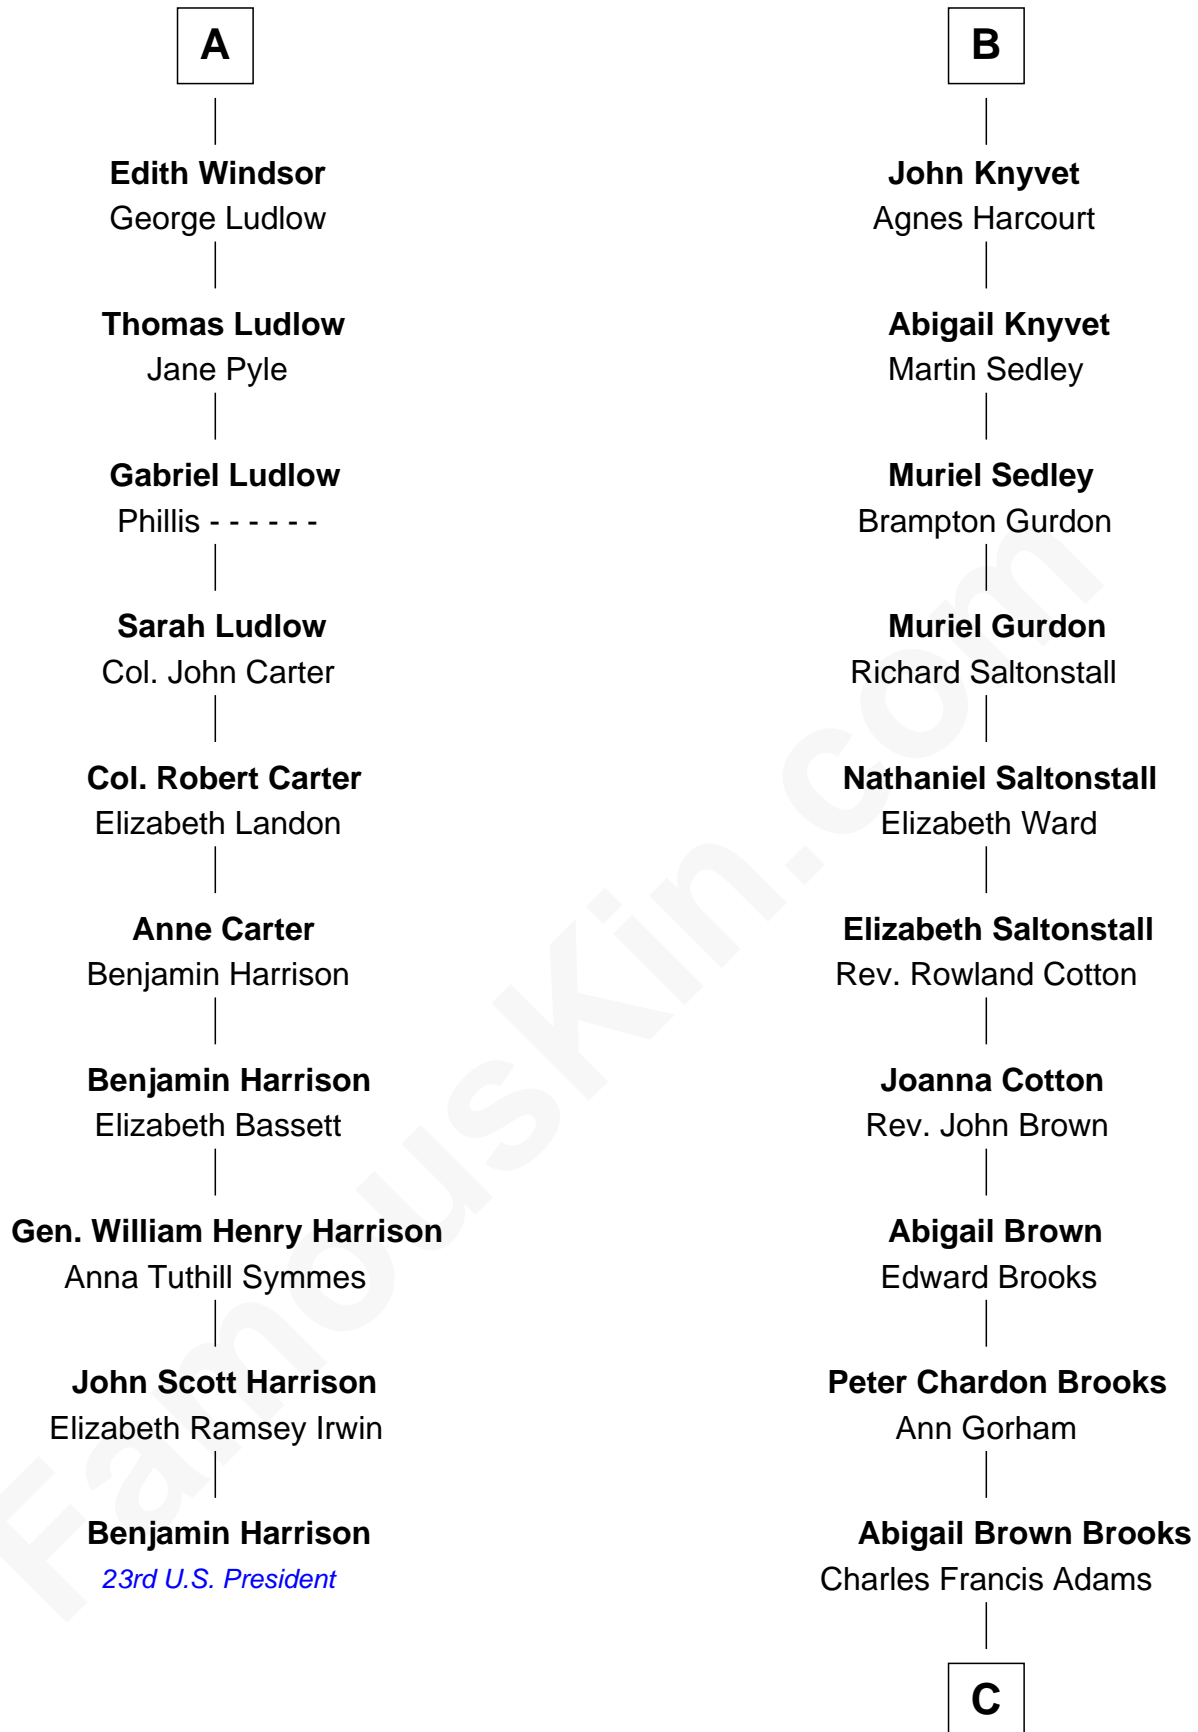 A
Edith Windsor
George Ludlow
Thomas Ludlow
Jane Pyle
Gabriel Ludlow
Phillis - - - - - -
Sarah Ludlow
Col. John Carter
Col. Robert Carter
Elizabeth Landon
Anne Carter
Benjamin Harrison
Benjamin Harrison
Elizabeth Bassett
Gen. William Henry Harrison
Anna Tuthill Symmes
John Scott Harrison
Elizabeth Ramsey Irwin
Benjamin Harrison
23rd U.S. President
B
John Knyvet
Agnes Harcourt
Abigail Knyvet
Martin Sedley
Muriel Sedley
Brampton Gurdon
Muriel Gurdon
Richard Saltonstall
Nathaniel Saltonstall
Elizabeth Ward
Elizabeth Saltonstall
Rev. Rowland Cotton
Joanna Cotton
Rev. John Brown
Abigail Brown
Edward Brooks
Peter Chardon Brooks
Ann Gorham
Abigail Brown Brooks
Charles Francis Adams
C
FamousKin.com